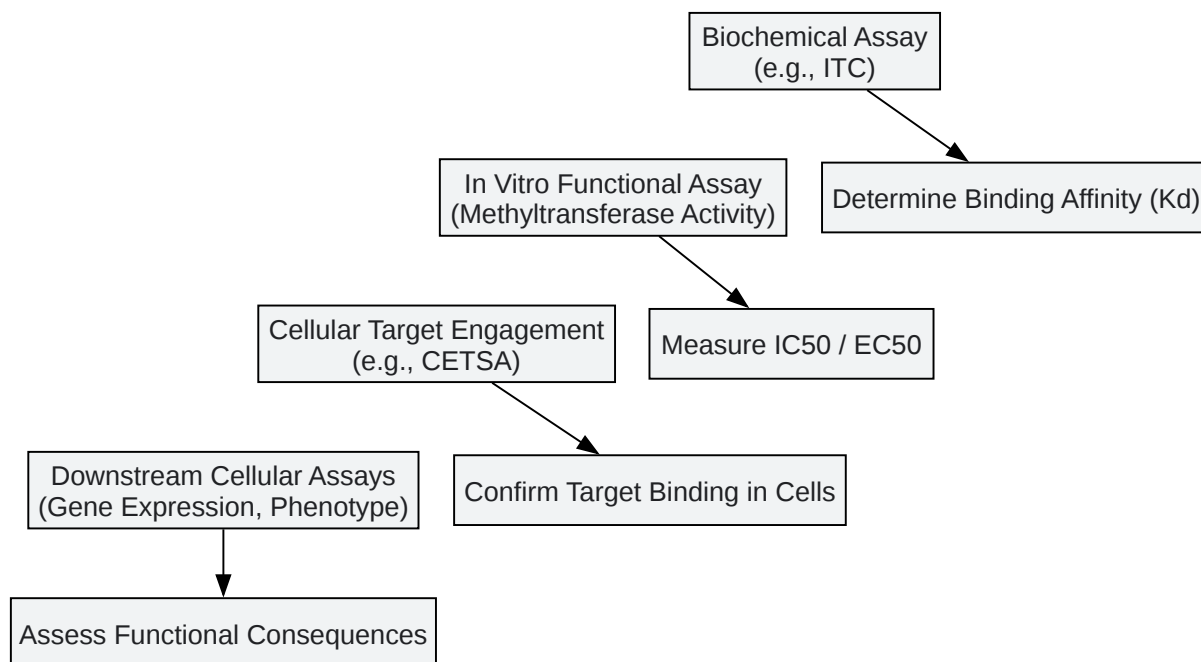 Biochemical Assay
(e.g., ITC)
In Vitro Functional Assay
(Methyltransferase Activity)
Determine Binding Affinity (Kd)
Cellular Target Engagement
(e.g., CETSA)
Measure IC50 / EC50
Downstream Cellular Assays
(Gene Expression, Phenotype)
Confirm Target Binding in Cells
Assess Functional Consequences